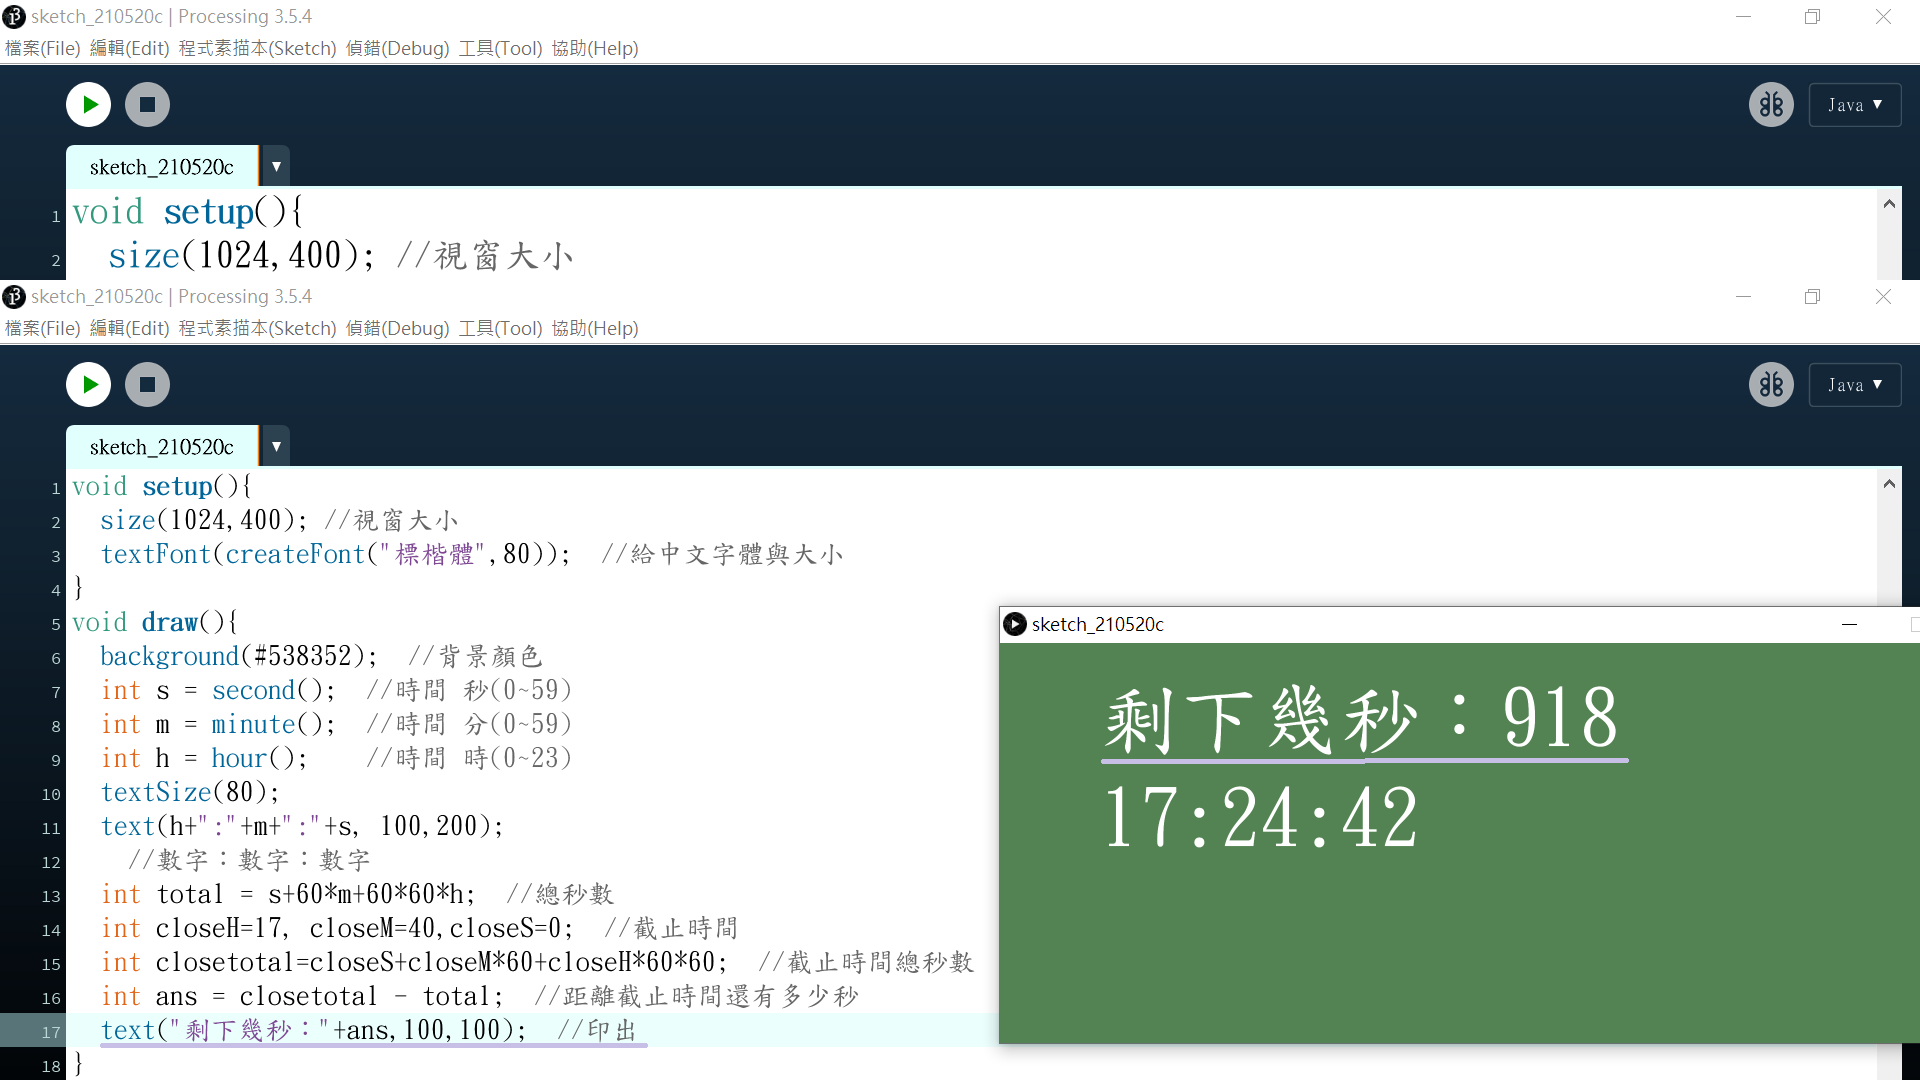 sketch_210520c | Processing 3.5.4
檔案(File) 編輯(Edit) 程式素描本(Sketch) 偵錯(Debug) 工具(Tool) 協助(Help)
Java ▼
sketch_210520c ▼
1 void setup(){
2 size(1024,400); //視窗大小
sketch_210520c | Processing 3.5.4
檔案(File) 編輯(Edit) 程式素描本(Sketch) 偵錯(Debug) 工具(Tool) 協助(Help)
Java ▼
sketch_210520c ▼
1 void setup(){
2 size(1024,400); //視窗大小
3 textFont(createFont("標楷體",80)); //給中文字體與大小
4 }
5 void draw(){
6 background(#538352); //背景顏色
7 int s = second(); //時間 秒(0~59)
8 int m = minute(); //時間 分(0~59)
9 int h = hour(); //時間 時(0~23)
10 textSize(80);
11 text(h+":"+m+":"+s, 100,200);
12 //數字：數字：數字
13 int total = s+60*m+60*60*h; //總秒數
14 int closeH=17, closeM=40,closeS=0; //截止時間
15 int closetotal=closeS+closeM*60+closeH*60*60; //截止時間總秒數
16 int ans = closetotal - total; //距離截止時間還有多少秒
17 text("剩下幾秒："+ans,100,100); //印出
18 }
sketch_210520c
剩下幾秒：918
17:24:42